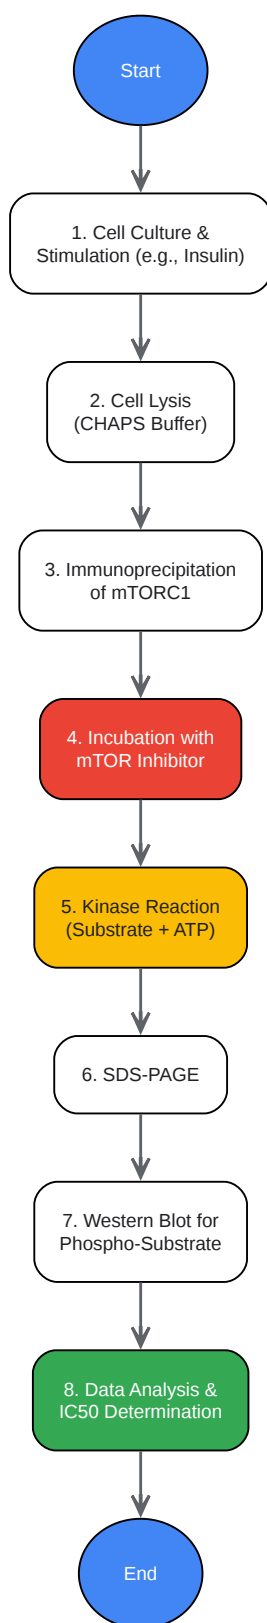 Start
1. Cell Culture &
Stimulation (e.g., Insulin)
2. Cell Lysis
(CHAPS Buffer)
3. Immunoprecipitation
of mTORC1
4. Incubation with
mTOR Inhibitor
5. Kinase Reaction
(Substrate + ATP)
6. SDS-PAGE
7. Western Blot for
Phospho-Substrate
8. Data Analysis &
IC50 Determination
End